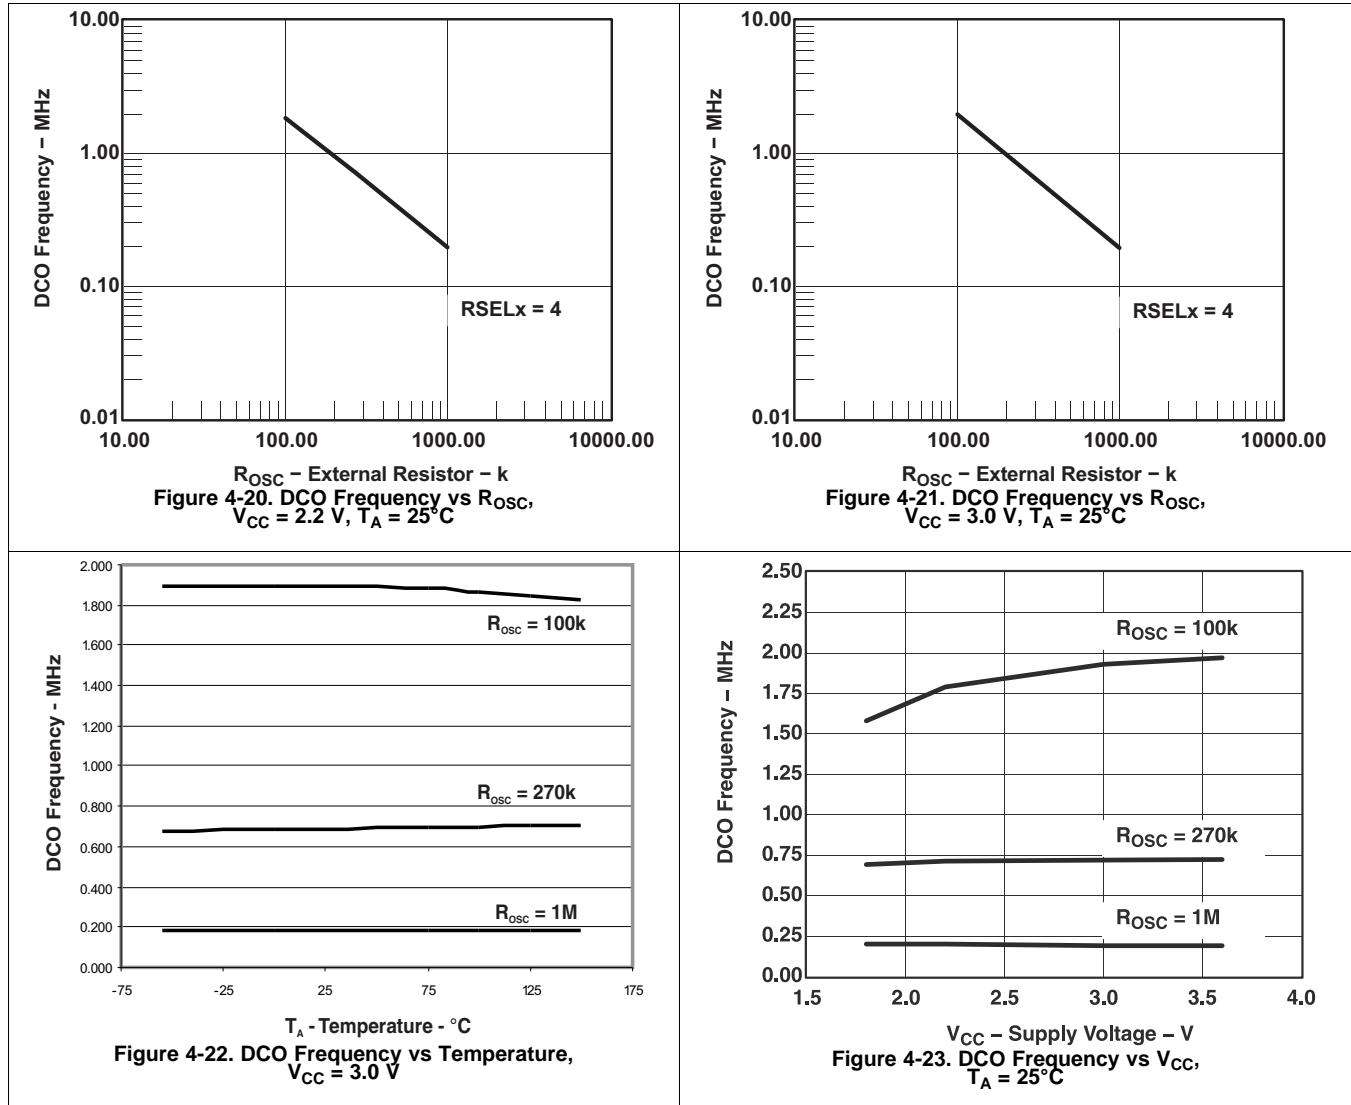 DCO Frequency – MHz
10.00
1.00
0.10
0.01
10.00 100.00 1000.00 10000.00
RSELx = 4
ROSC – External Resistor – k
Figure 4-20. DCO Frequency vs ROSC,
VCC = 2.2 V, TA = 25°C
DCO Frequency – MHz
10.00
1.00
0.10
0.01
10.00 100.00 1000.00 10000.00
RSELx = 4
ROSC – External Resistor – k
Figure 4-21. DCO Frequency vs ROSC,
VCC = 3.0 V, TA = 25°C
DCO Frequency - MHz
2.000
1.800
1.600
1.400
1.200
1.000
0.800
0.600
0.400
0.200
0.000
-75 -25 25 75 125 175
ROSC = 100k
ROSC = 270k
ROSC = 1M
TA - Temperature - °C
Figure 4-22. DCO Frequency vs Temperature,
VCC = 3.0 V
DCO Frequency – MHz
2.50
2.25
2.00
1.75
1.50
1.25
1.00
0.75
0.50
0.25
0.00
1.5 2.0 2.5 3.0 3.5 4.0
ROSC = 100k
ROSC = 270k
ROSC = 1M
VCC – Supply Voltage – V
Figure 4-23. DCO Frequency vs VCC,
TA = 25°C